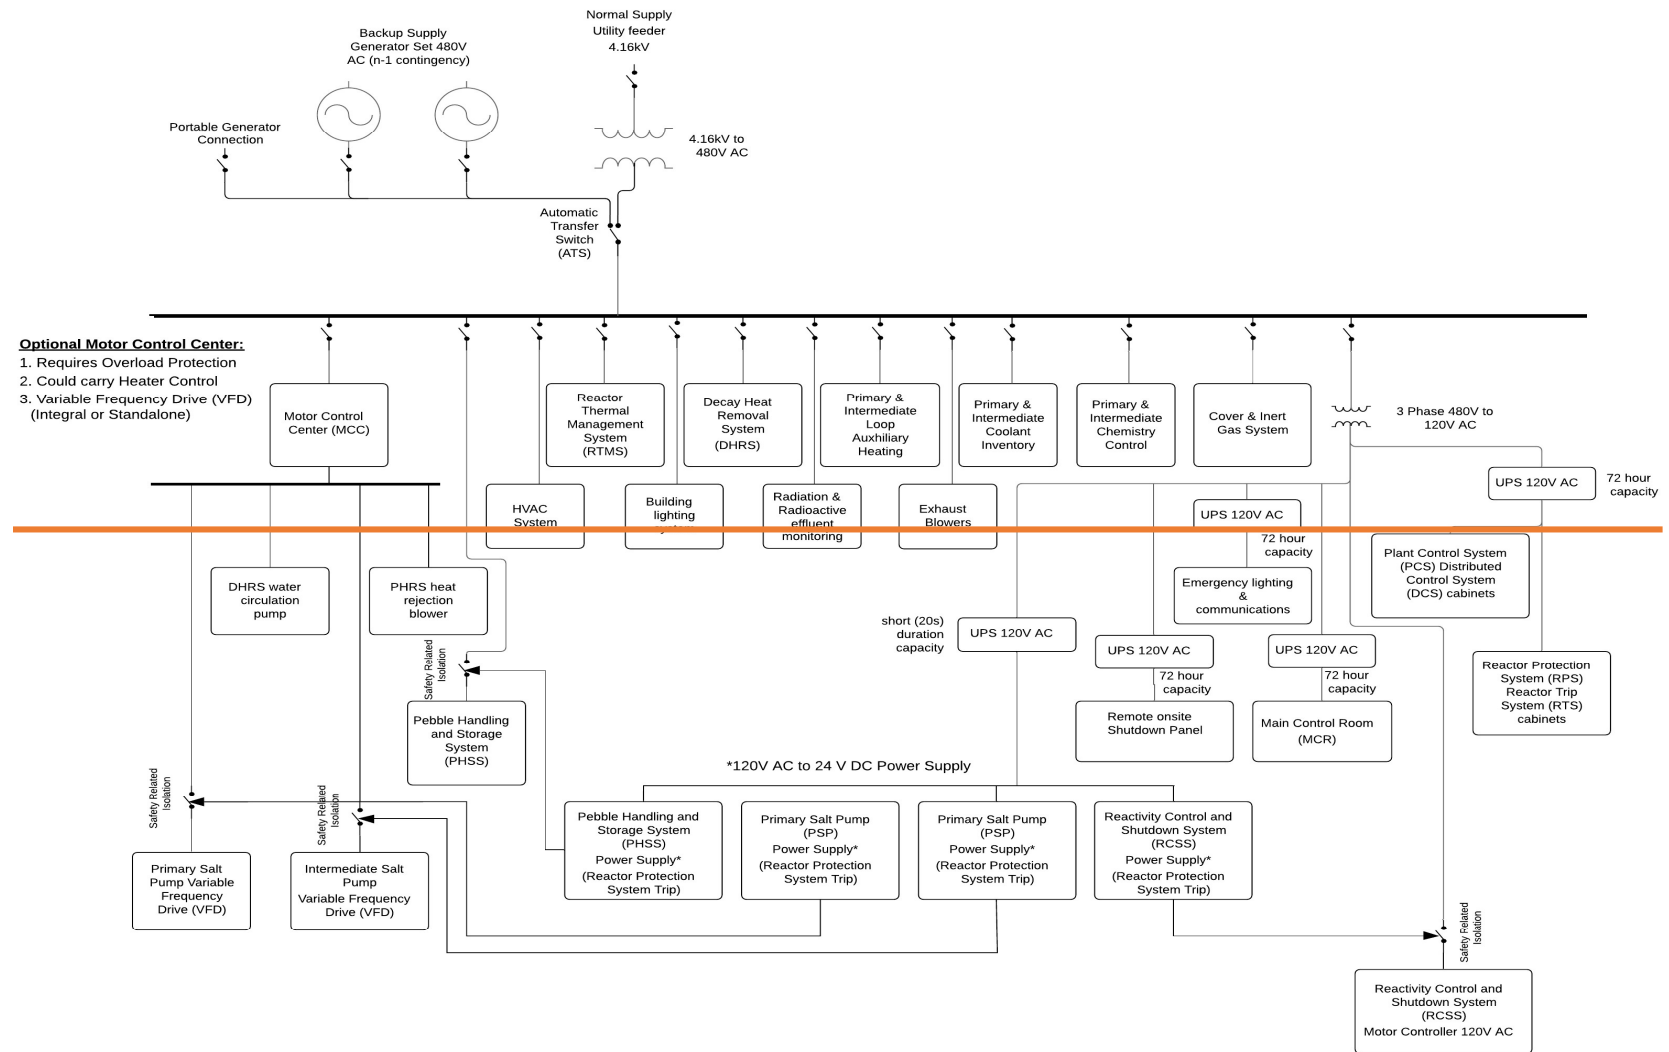 Normal Supply
Utility feeder
4.16kV
Backup Supply
Generator Set 480V
AC (n-1 contingency)
Portable Generator
Connection
4.16kV to
480V AC
Automatic
Transfer
Switch
(ATS)
Optional Motor Control Center:
1. Requires Overload Protection
2. Could carry Heater Control
3. Variable Frequency Drive (VFD)
(Integral or Standalone)
Motor Control
Center (MCC)
Reactor
Thermal
Management
System
(RTMS)
Decay Heat
Removal
System
(DHRS)
Primary &
Intermediate
Loop
Auxhiliary
Heating
Primary &
Intermediate
Coolant
Inventory
Primary &
Intermediate
Chemistry
Control
Cover & Inert
Gas System
3 Phase 480V to
120V AC
UPS 120V AC
72 hour
capacity
HVAC
System
Building
lighting
Radiation &
Radioactive
effluent
monitoring
Exhaust
Blowers
UPS 120V AC
72 hour
capacity
Plant Control System
(PCS) Distributed
Control System
(DCS) cabinets
DHRS water
circulation
pump
PHRS heat
rejection
blower
Emergency lighting
&
communications
short (20s)
duration
capacity
UPS 120V AC
UPS 120V AC
72 hour
capacity
UPS 120V AC
72 hour
capacity
Reactor Protection
System (RPS)
Reactor Trip
System (RTS)
cabinets
Safety Related
Isolation
Pebble Handling
and Storage
System
(PHSS)
Remote onsite
Shutdown Panel
Main Control Room
(MCR)
*120V AC to 24 V DC Power Supply
Safety Related
Isolation
Safety Related
Isolation
Pebble Handling and
Storage System
(PHSS)
Power Supply*
(Reactor Protection
System Trip)
Primary Salt Pump
(PSP)
Power Supply*
(Reactor Protection
System Trip)
Primary Salt Pump
(PSP)
Power Supply*
(Reactor Protection
System Trip)
Reactivity Control and
Shutdown System
(RCSS)
Power Supply*
(Reactor Protection
System Trip)
Primary Salt
Pump Variable
Frequency
Drive (VFD)
Intermediate Salt
Pump
Variable Frequency
Drive (VFD)
Safety Related
Isolation
Reactivity Control and
Shutdown System
(RCSS)
Motor Controller 120V AC